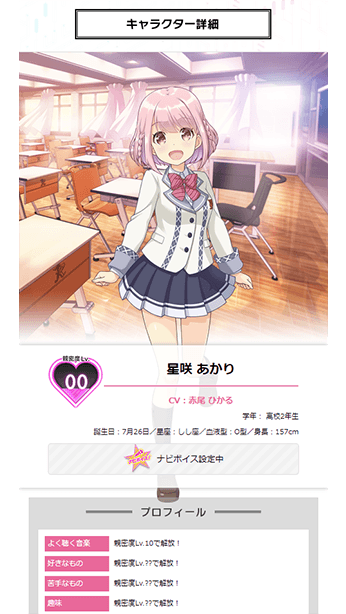 キャラクター詳細
親密度Lv.
00
星咲 あかり
CV：赤尾 ひかる
学年： 高校2年生
誕生日：7月26日／星座：しし座／血液型：O型／身長：157cm
ナビボイス設定中
プロフィール
よく聴く音楽 親密度Lv.10で解放！
好きなもの 親密度Lv.??で解放！
苦手なもの 親密度Lv.??で解放！
趣味 親密度Lv.??で解放！